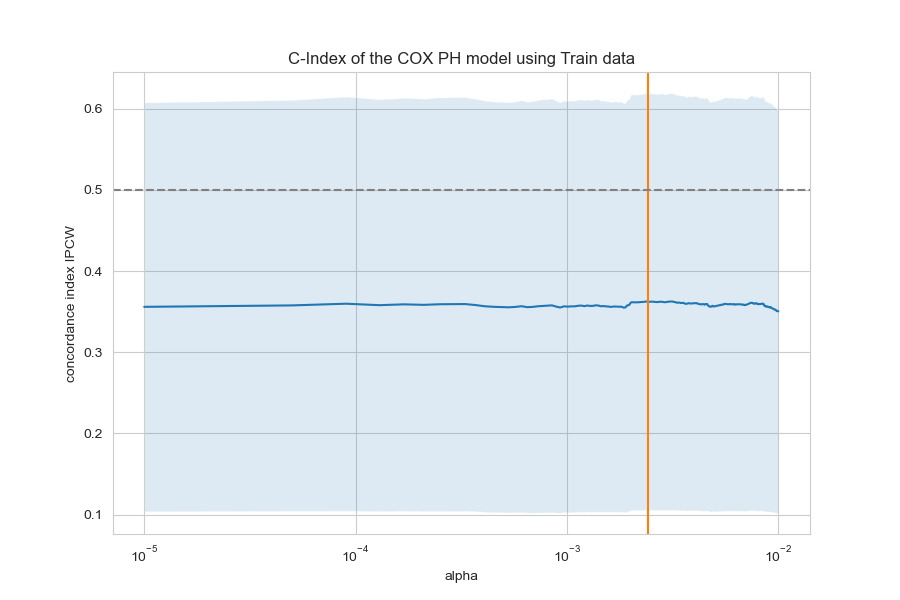 C-Index of the COX PH model using Train data
concordance index IPCW
0.6
0.5
0.4
0.3
0.2
0.1
10⁻⁵ 10⁻⁴ 10⁻³ 10⁻²
alpha